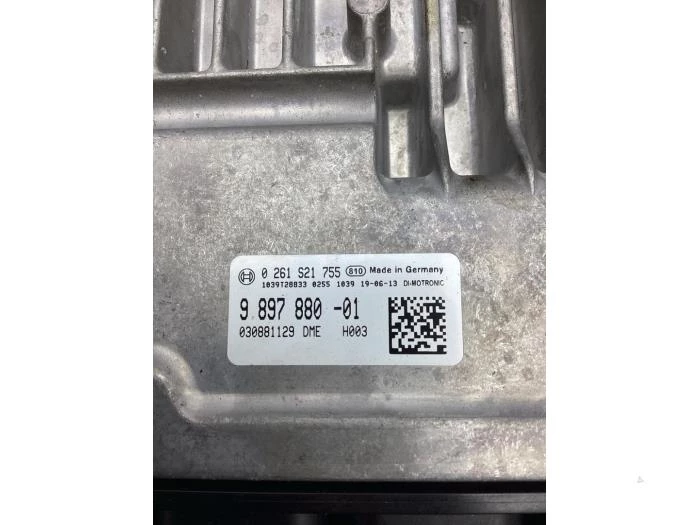 0 261 S21 755 810 Made in Germany
1039T28833 0255 1039 19-06-13 DI-MOTRONIC
9 897 880 -01
030881129 DME H003